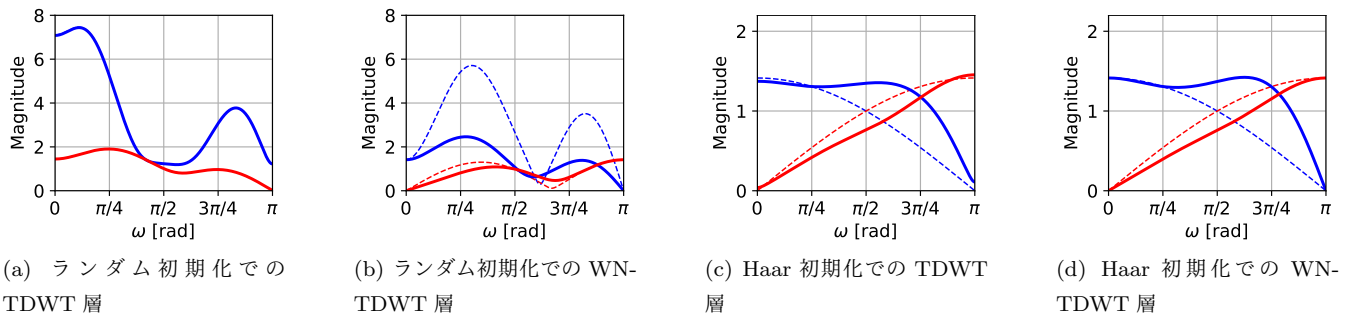 8
6
4
2
0
Magnitude
0 π/4 π/2 3π/4 π
ω [rad]
(a) ランダム初期化での
TDWT 層
8
6
4
2
0
Magnitude
0 π/4 π/2 3π/4 π
ω [rad]
(b) ランダム初期化での WN-
TDWT 層
2
1
0
Magnitude
0 π/4 π/2 3π/4 π
ω [rad]
(c) Haar 初期化での TDWT
層
2
1
0
Magnitude
0 π/4 π/2 3π/4 π
ω [rad]
(d) Haar 初期化での WN-
TDWT 層